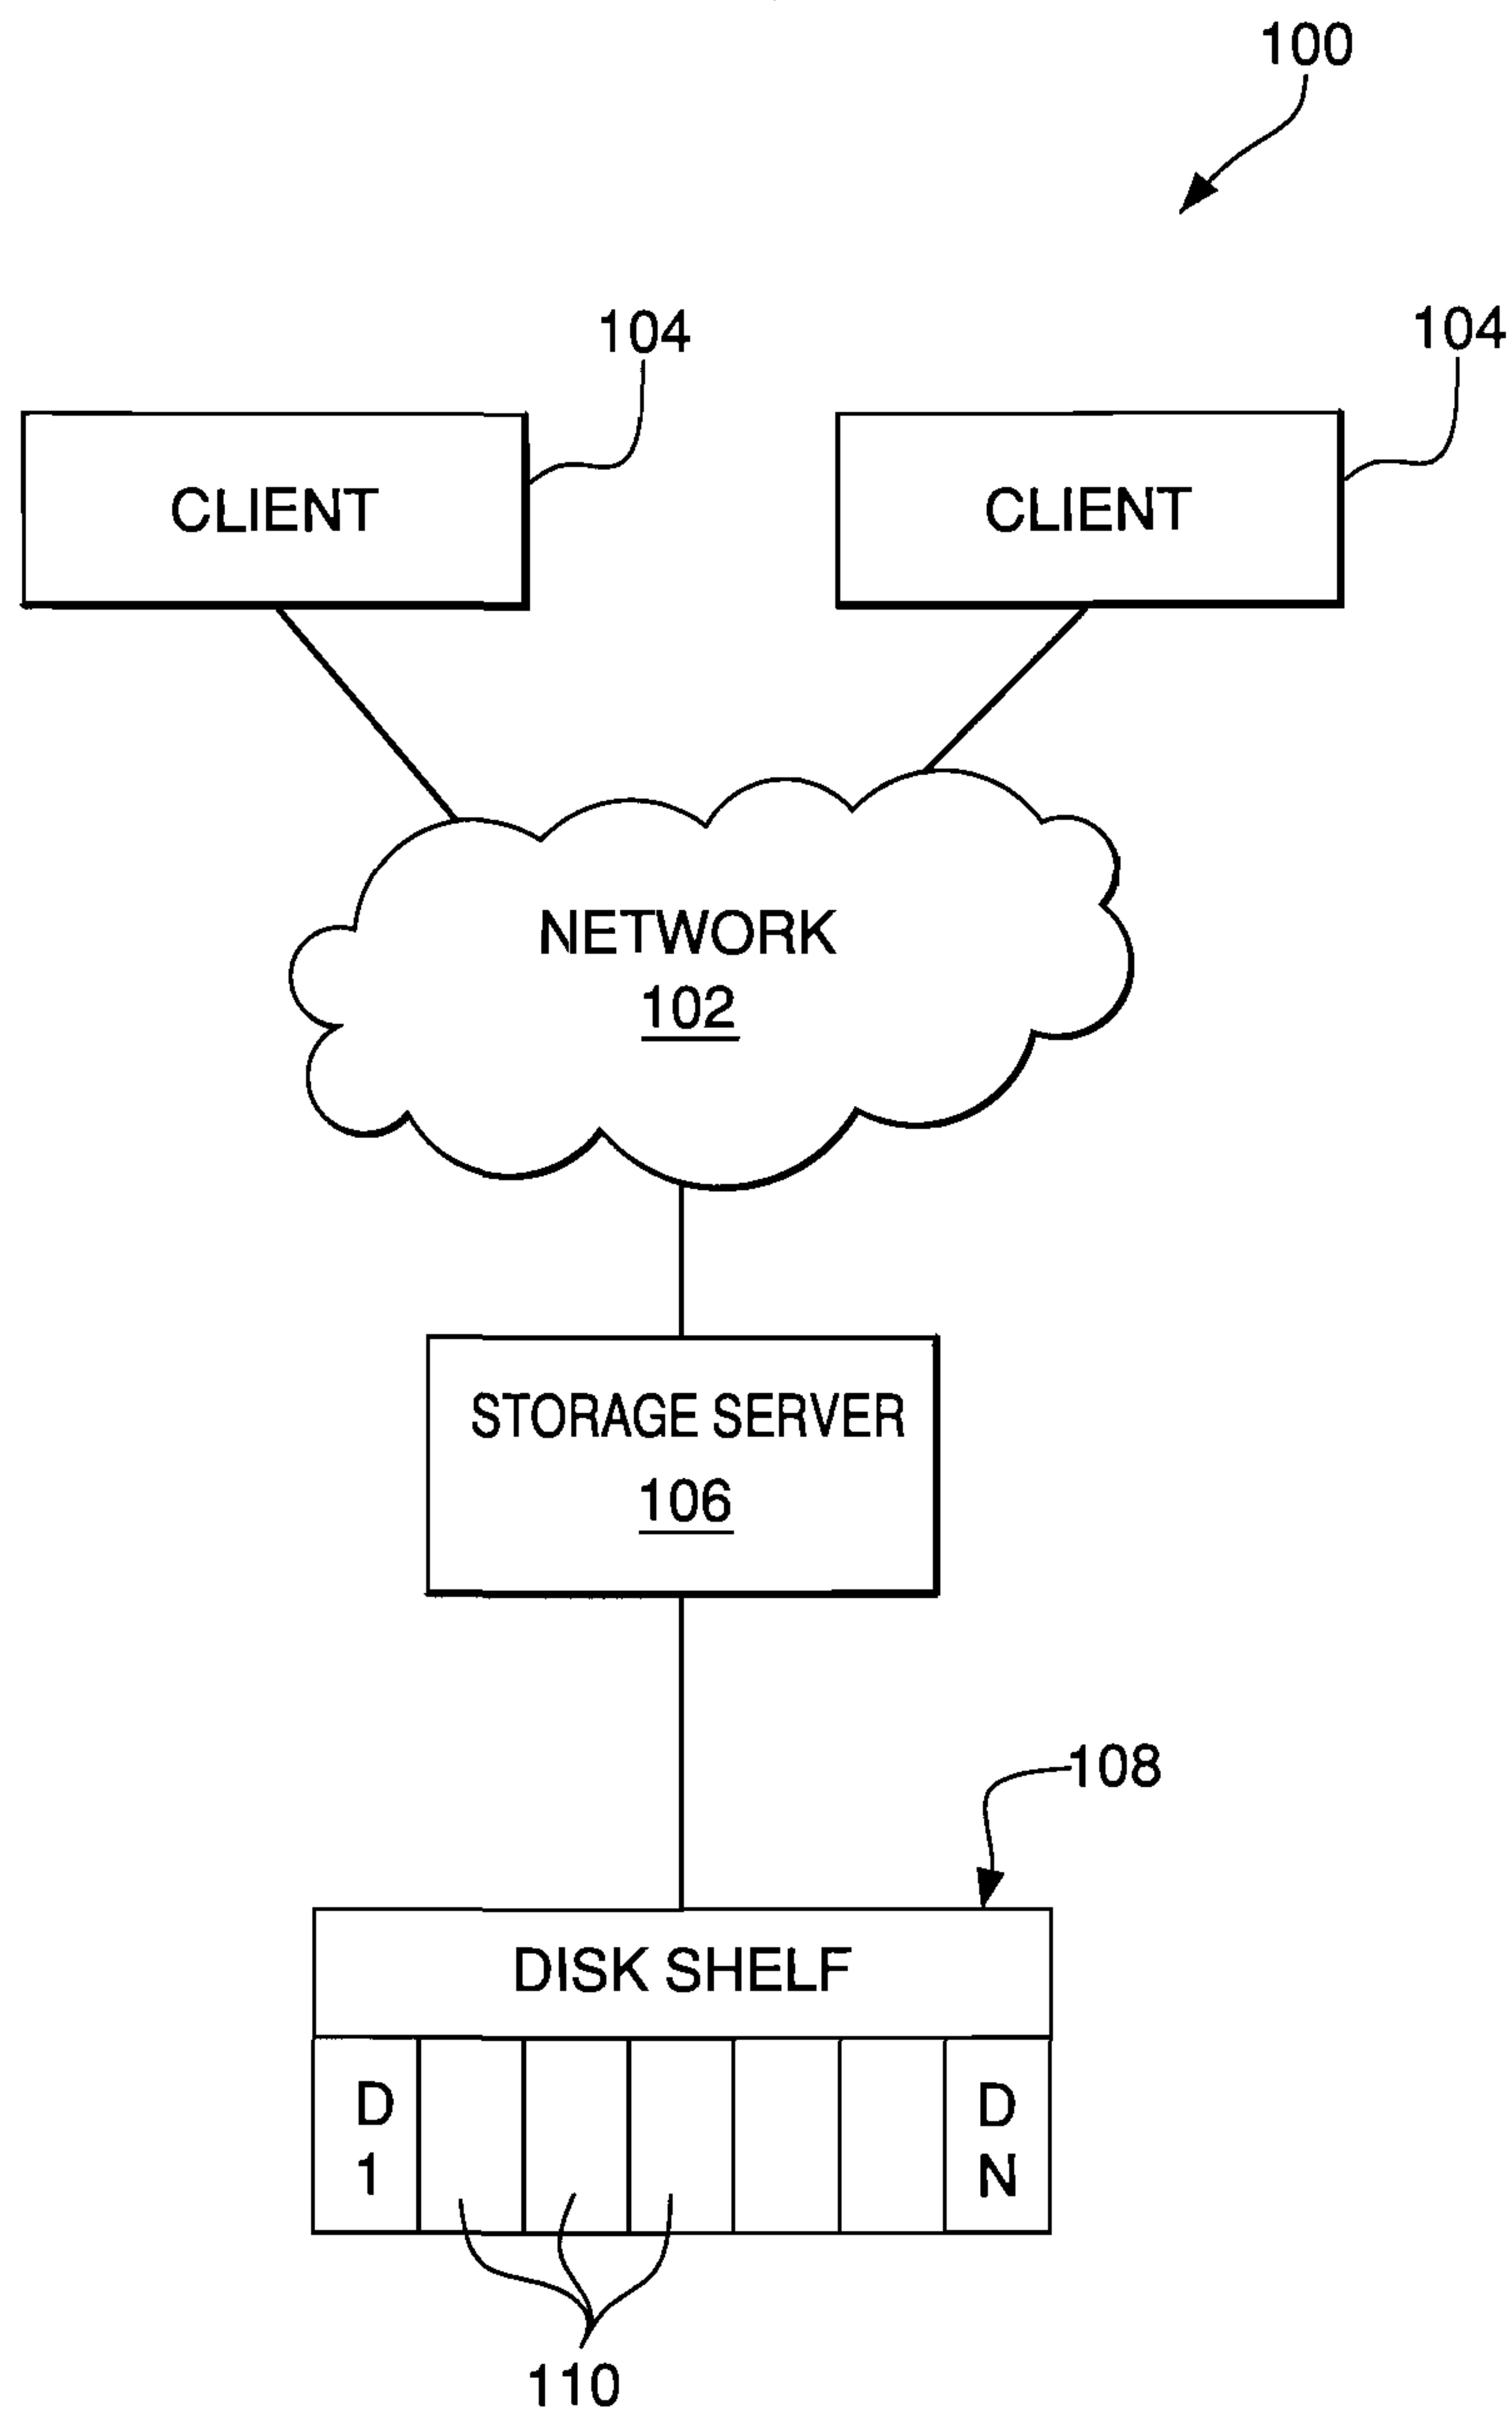 100
104
104
CLIENT
CLIENT
NETWORK
102
STORAGE SERVER
106
108
DISK SHELF
D
1
D
N
110